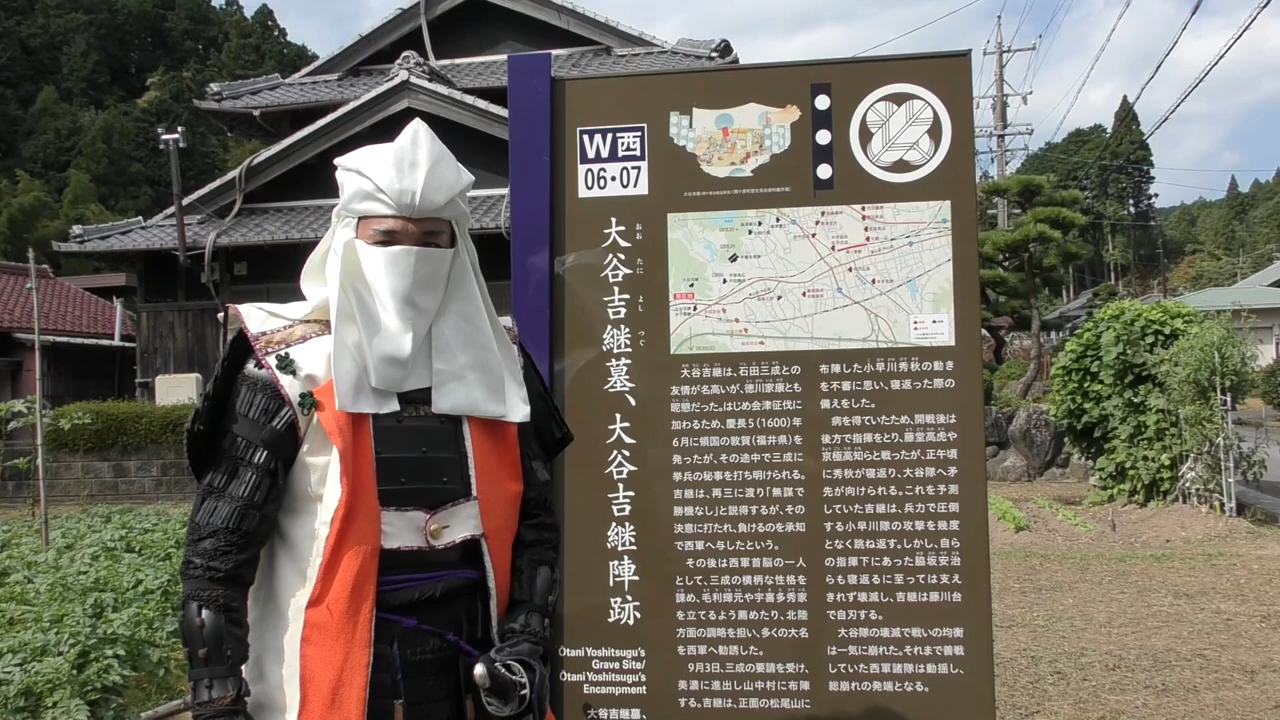 W西
06・07
大谷吉継墓、大谷吉継陣跡
おおたによしつぐ
Ōtani Yoshitsugu's
Grave Site/
Ōtani Yoshitsugu's
Encampment
大谷吉継墓、
大谷吉継は、石田三成との
友情が名高いが、徳川家康とも
昵懇だった。はじめ会津征伐に
加わるため、慶長5(1600)年
6月に領国の敦賀(福井県)を
発ったが、その途中で三成に
挙兵の秘事を打ち明けられる。
吉継は、再三に渡り「無謀で
勝機なし」と説得するが、その
決意に打たれ、負けるのを承知
で西軍へ与したという。
その後は西軍首脳の一人
として、三成の横柄な性格を
諌め、毛利輝元や宇喜多秀家
を立てるよう薦めたり、北陸
方面の調略を担い、多くの大名
を西軍へ勧誘した。
9月3日、三成の要請を受け、
美濃に進出し山中村に布陣
する。吉継は、正面の松尾山に
布陣した小早川秀秋の動き
を不審に思い、寝返った際の
備えをした。
病を得ていたため、開戦後は
後方で指揮をとり、藤堂高虎や
京極高知らと戦ったが、正午頃
に秀秋が寝返り、大谷隊へ矛
先が向けられる。これを予測
していた吉継は、兵力で圧倒
する小早川隊の攻撃を幾度
となく跳ね返す。しかし、自ら
の指揮下にあった脇坂安治
らも寝返るに至っては支え
きれず壊滅し、吉継は藤川台
で自刃する。
大谷隊の壊滅で戦いの均衡
は一気に崩れた。それまで善戦
していた西軍諸隊は動揺し、
総崩れの発端となる。